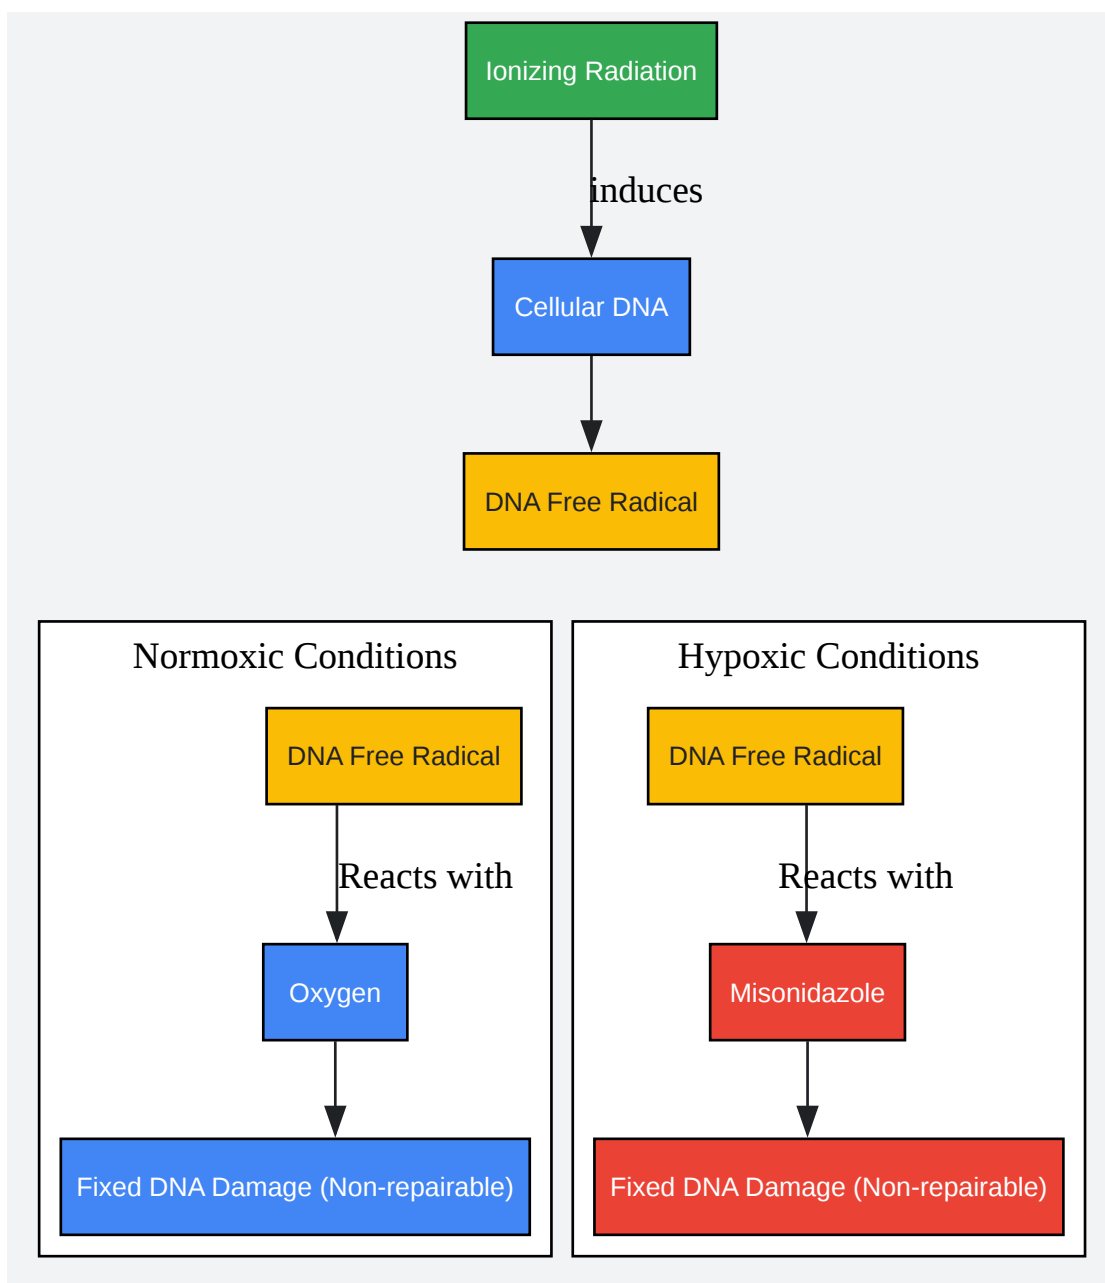 Ionizing Radiation
induces
Cellular DNA
DNA Free Radical
Normoxic Conditions
DNA Free Radical
Reacts with
Oxygen
Fixed DNA Damage (Non-repairable)
Hypoxic Conditions
DNA Free Radical
Reacts with
Misonidazole
Fixed DNA Damage (Non-repairable)